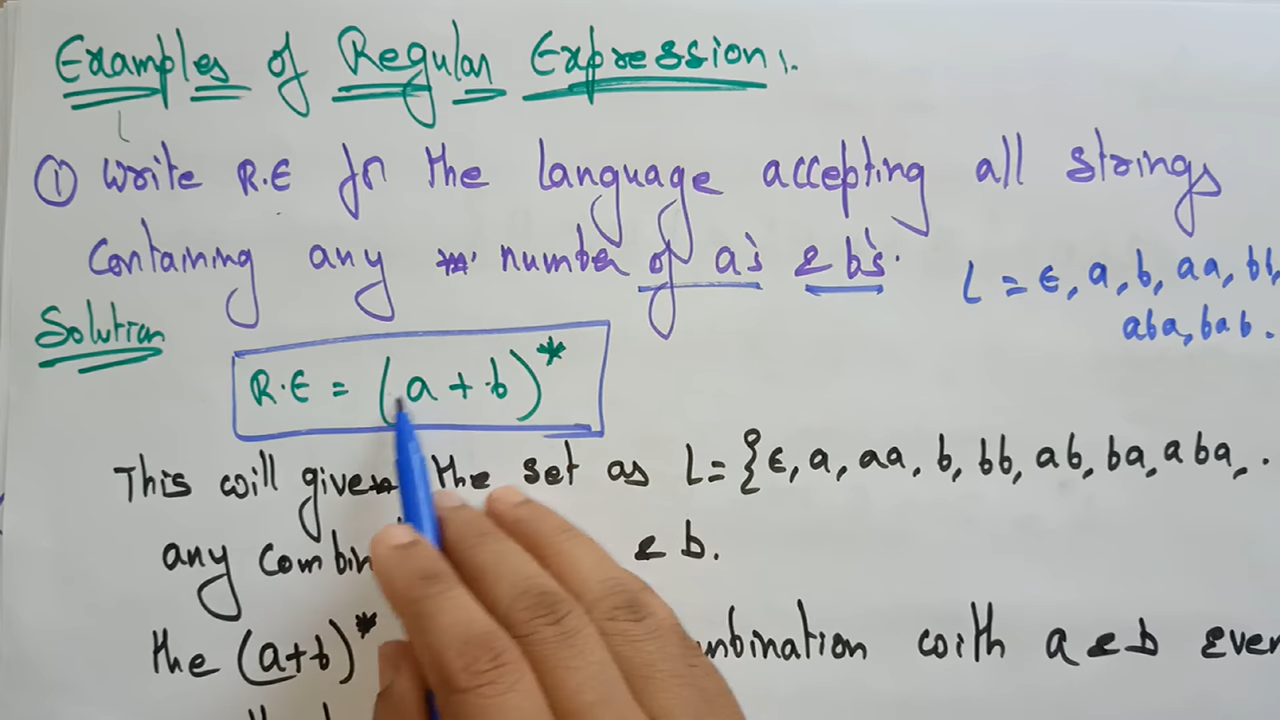 Examples of Regular Expression:.
① Write R.E for the language accepting all strings
Containing any number of a's & b's.
L = ε, a, b, aa, bb,
aba, bab.
Solution
R.E = (a + b)*
This will given the set as L = {ε, a, aa, b, bb, ab, ba, aba, .
any & b.
the (a+b)* with a & b even